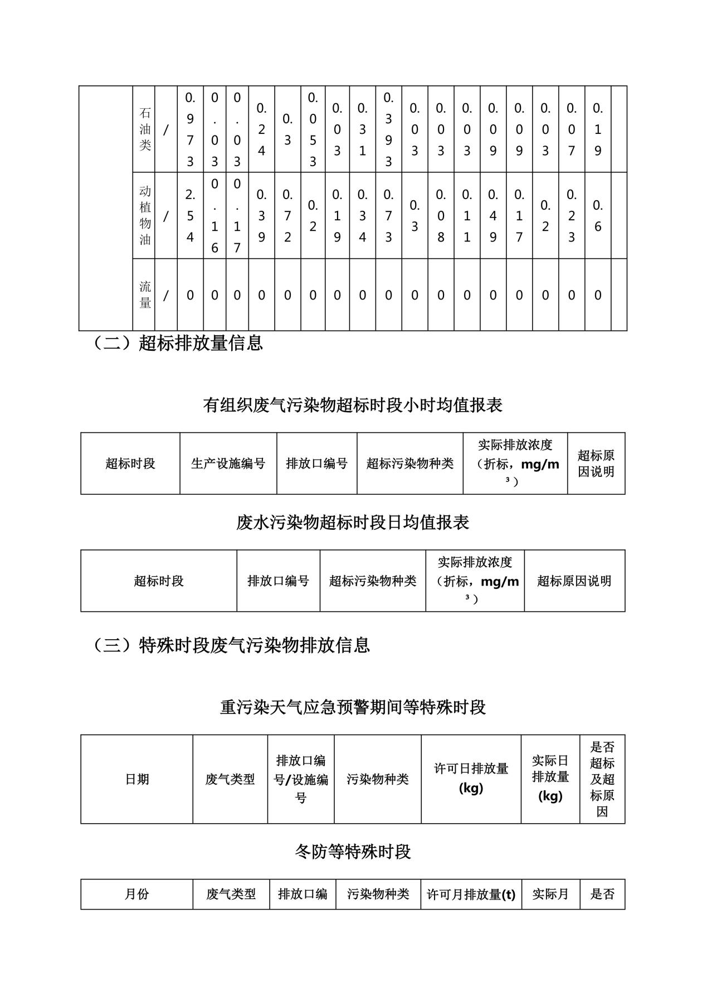 石油类 / 0.973 0.03 0.03 0.24 0.3 0.053 0.03 0.31 0.393 0.03 0.03 0.03 0.09 0.09 0.03 0.07 0.19
动植物油 / 2.54 0.16 0.17 0.39 0.72 0.2 0.19 0.34 0.73 0.3 0.08 0.11 0.49 0.17 0.2 0.23 0.6
流量 / 0 0 0 0 0 0 0 0 0 0 0 0 0 0 0 0 0
（二）超标排放量信息
有组织废气污染物超标时段小时均值报表
超标时段 生产设施编号 排放口编号 超标污染物种类 实际排放浓度（折标，mg/m³） 超标原因说明
废水污染物超标时段日均值报表
超标时段 排放口编号 超标污染物种类 实际排放浓度（折标，mg/m³） 超标原因说明
（三）特殊时段废气污染物排放信息
重污染天气应急预警期间等特殊时段
日期 废气类型 排放口编号/设施编号 污染物种类 许可日排放量(kg) 实际日排放量(kg) 是否超标及超标原因
冬防等特殊时段
月份 废气类型 排放口编 污染物种类 许可月排放量(t) 实际月 是否